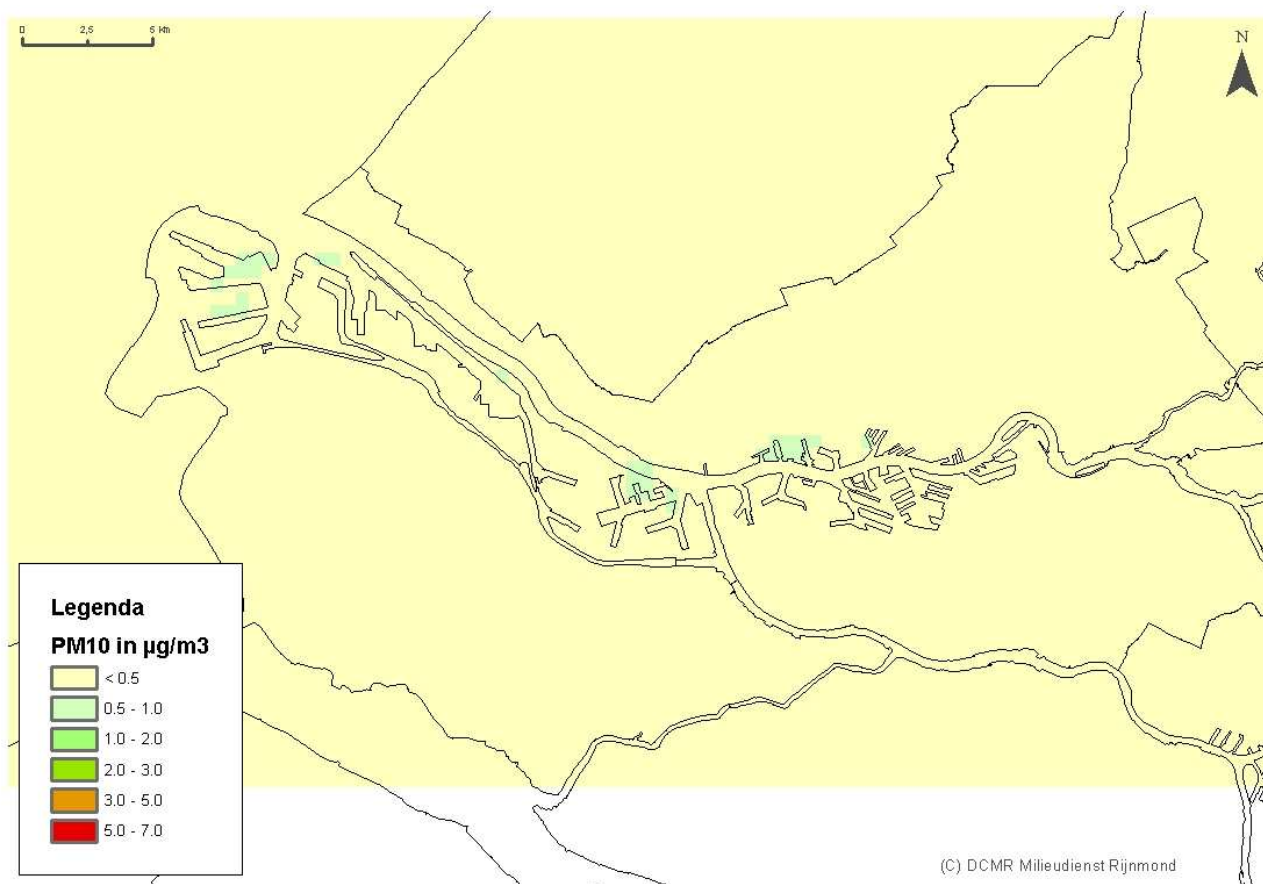 0 2,5 5 Km
N
Legenda
PM10 in µg/m3
< 0.5
0.5 - 1.0
1.0 - 2.0
2.0 - 3.0
3.0 - 5.0
5.0 - 7.0
(C) DCMR Milieudienst Rijnmond